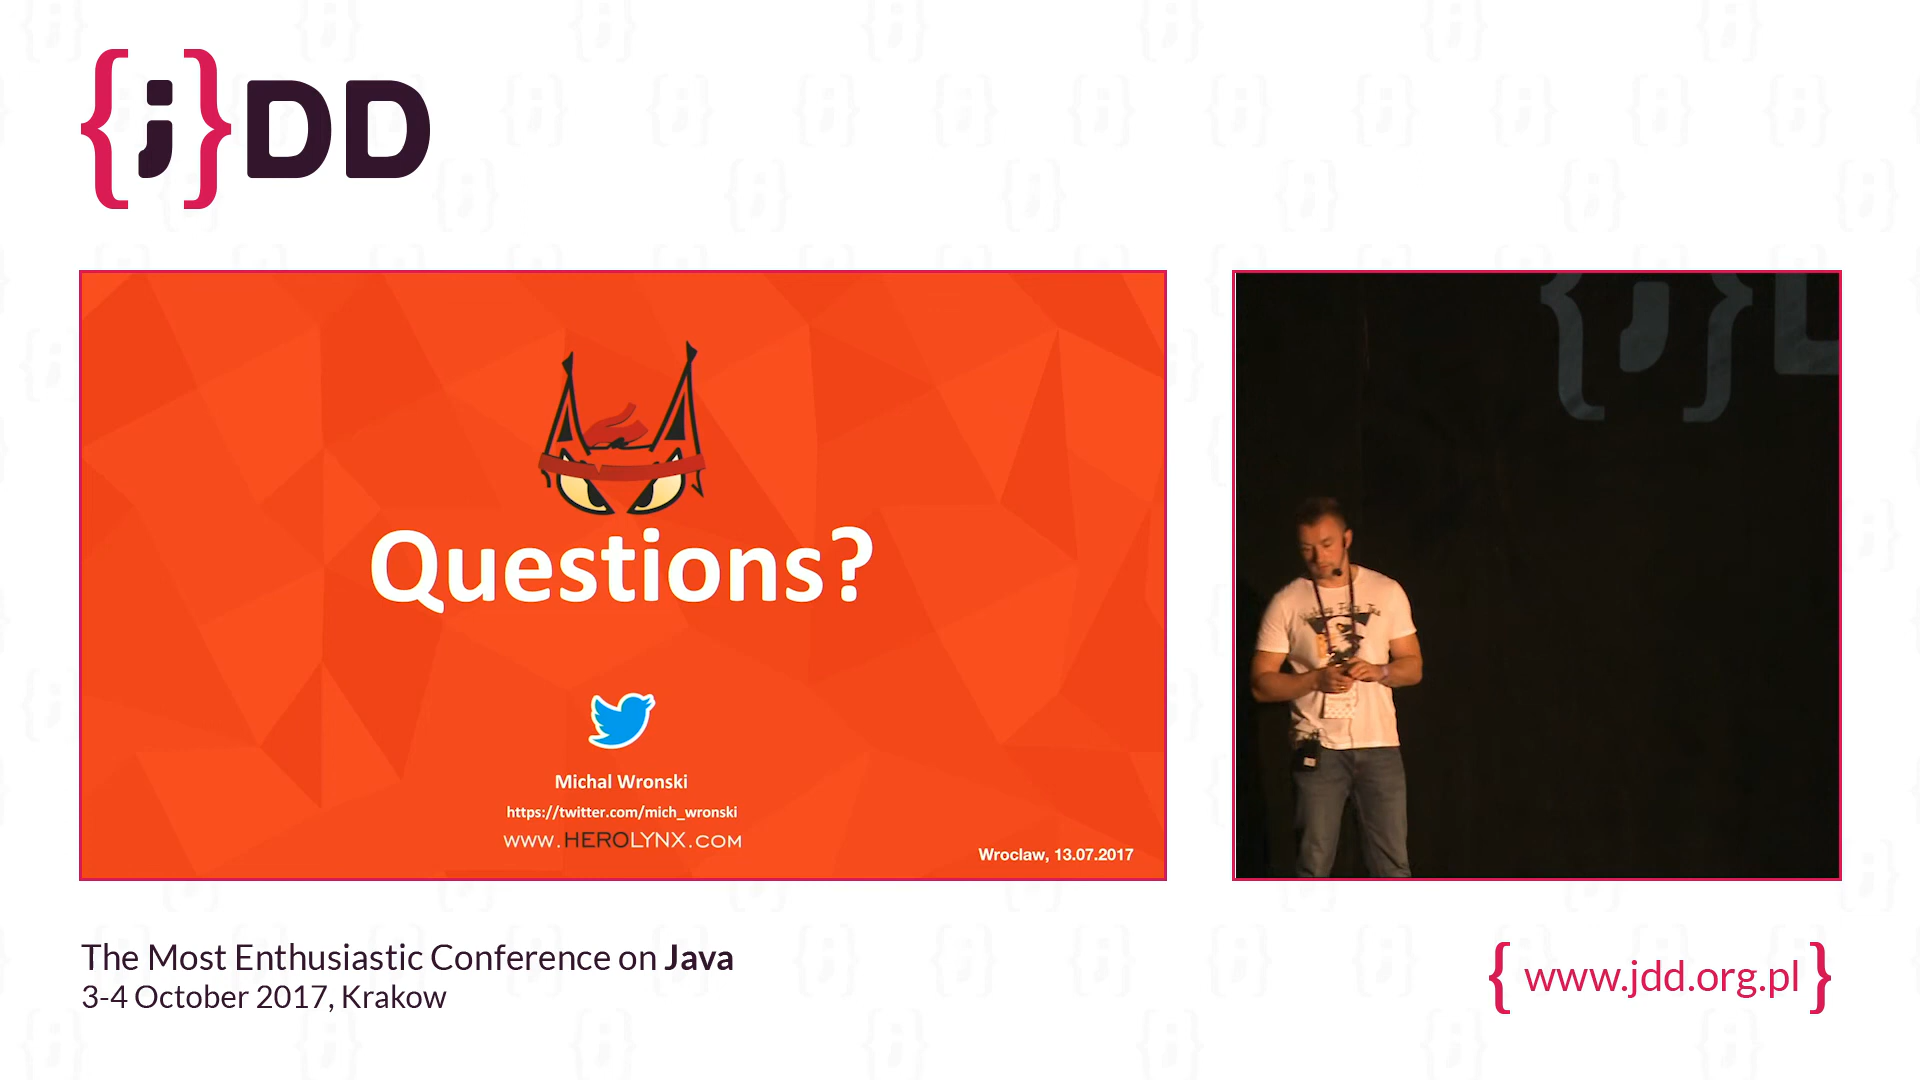 {;}DD
Questions?
Michal Wronski
https://twitter.com/mich_wronski
www.HEROLYNX.COM
Wroclaw, 13.07.2017
The Most Enthusiastic Conference on Java
3-4 October 2017, Krakow
{ www.jdd.org.pl }